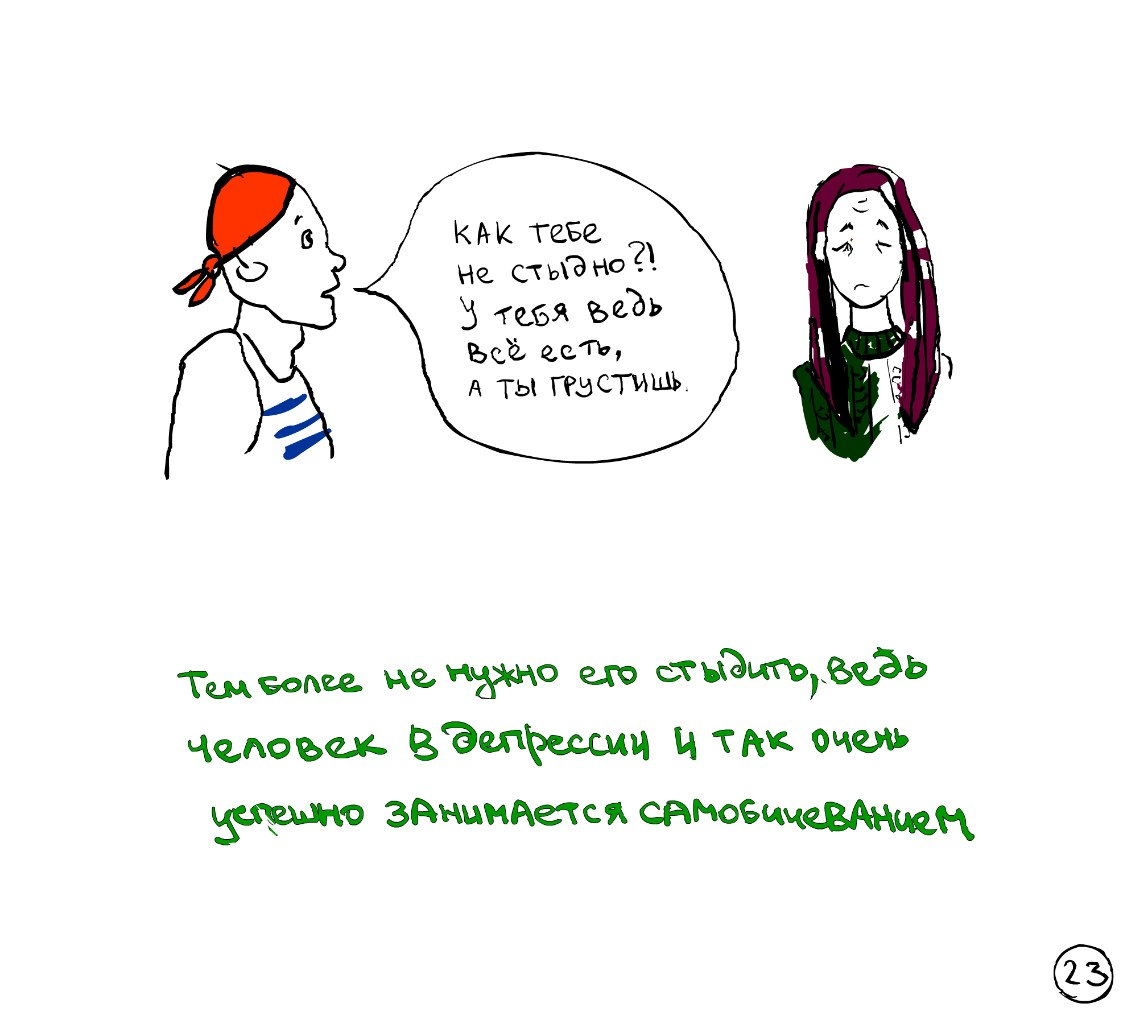 КАК ТЕБЕ
НЕ СТЫДНО?!
У ТЕБЯ ВЕДЬ
ВСЁ ЕСТЬ,
А ТЫ ГРУСТИШЬ.
Тем более не нужно его стыдить, ведь
человек в депрессии и так очень
успешно занимается самобичеванием
23